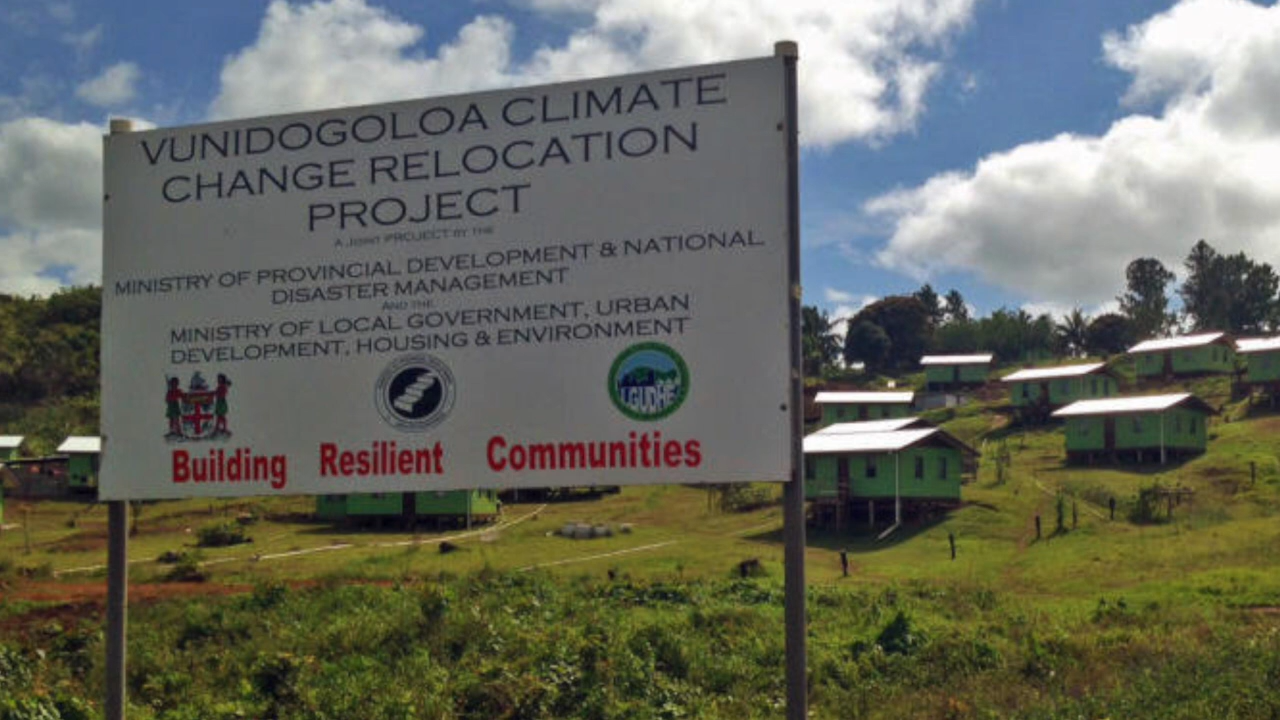 VUNIDOGOLOA CLIMATE
CHANGE RELOCATION
PROJECT
A JOINT PROJECT BY THE
MINISTRY OF PROVINCIAL DEVELOPMENT & NATIONAL
DISASTER MANAGEMENT
AND THE
MINISTRY OF LOCAL GOVERNMENT, URBAN
DEVELOPMENT, HOUSING & ENVIRONMENT
LGUDHE
Building Resilient Communities